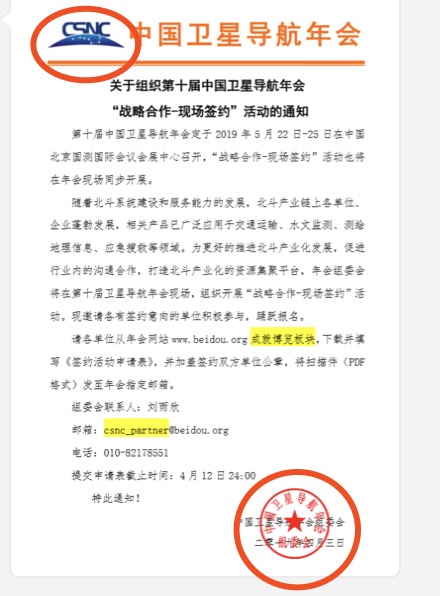 CSNC 中国卫星导航年会
关于组织第十届中国卫星导航年会
“战略合作-现场签约”活动的通知
第十届中国卫星导航年会定于 2019 年 5 月 22 日-25 日在中国
北京国测国际会议会展中心召开，“战略合作-现场签约”活动也将
在年会现场同步开展。
随着北斗系统建设和服务能力的发展，北斗产业链上各单位、
企业蓬勃发展，相关产品已广泛应用于交通运输、水文监测、测绘
地理信息、应急搜救等领域。为更好的推进北斗产业化发展，促进
行业内的沟通合作，打造北斗产业化的资源集聚平台，年会组委会
将在第十届卫星导航年会现场，组织开展“战略合作-现场签约”活
动。现邀请各有签约意向的单位积极参与，踊跃报名。
请各单位从年会网站 www.beidou.org 成就博览板块，下载并填
写《签约活动申请表》，并加盖签约双方单位公章，将扫描件（PDF
格式）发至年会指定邮箱。
组委会联系人：刘雨欣
邮箱：csnc_partner@beidou.org
电话：010-82178551
提交申请表截止时间：4 月 12 日 24:00
特此通知！
中国卫星导航年会组委会
二零一九年四月三日
中国卫星导航年会
组委会